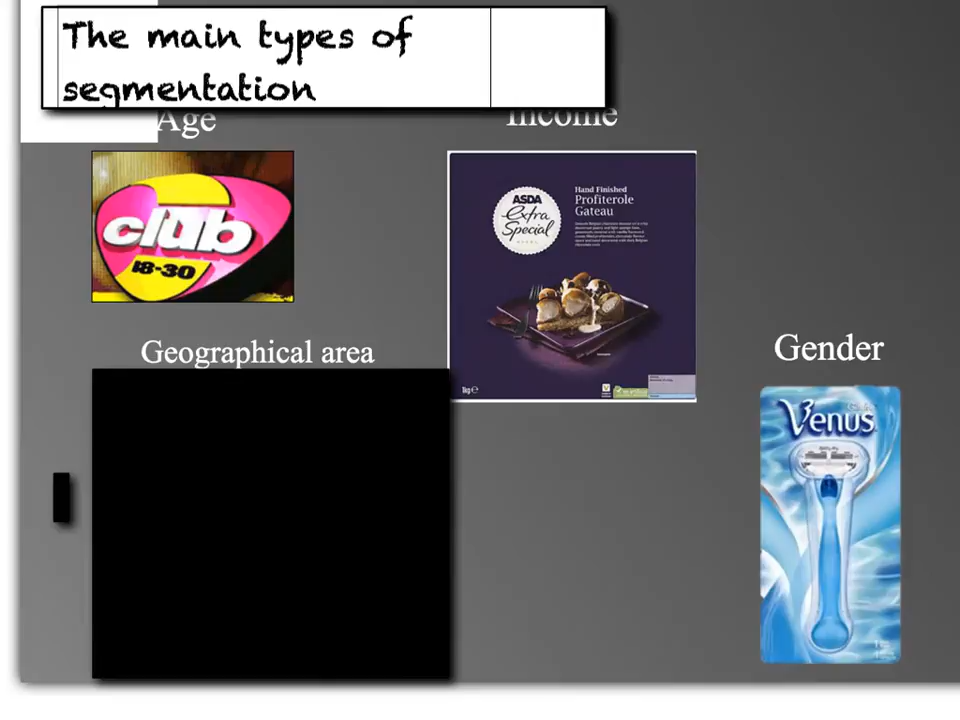 The main types of
segmentation
Age
Income
club
18-30
ASDA
Extra
Special
Hand Finished
Profiterole
Gateau
1kg
Geographical area
Gender
Venus